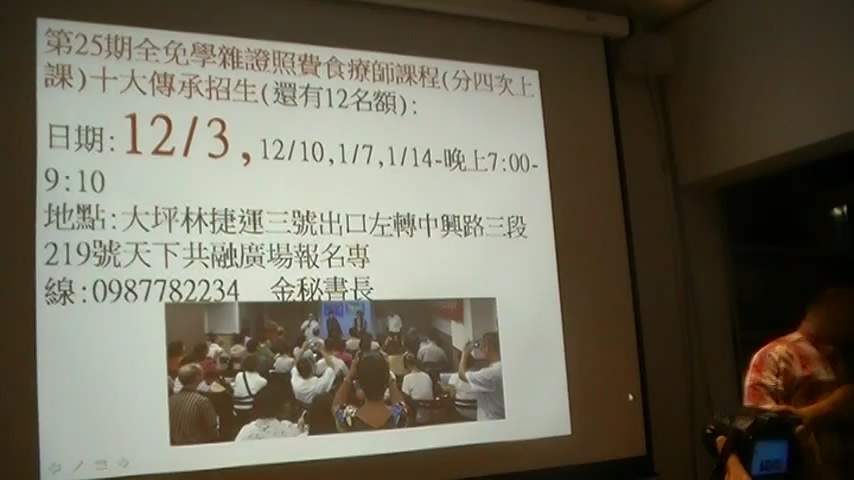 第25期全免學雜證照費食療師課程(分四次上
課)十大傳承招生(還有12名額):
日期:12/3,12/10,1/7,1/14-晚上7:00-
9:10
地點:大坪林捷運三號出口左轉中興路三段
219號天下共融廣場報名專
線:0987782234 金秘書長